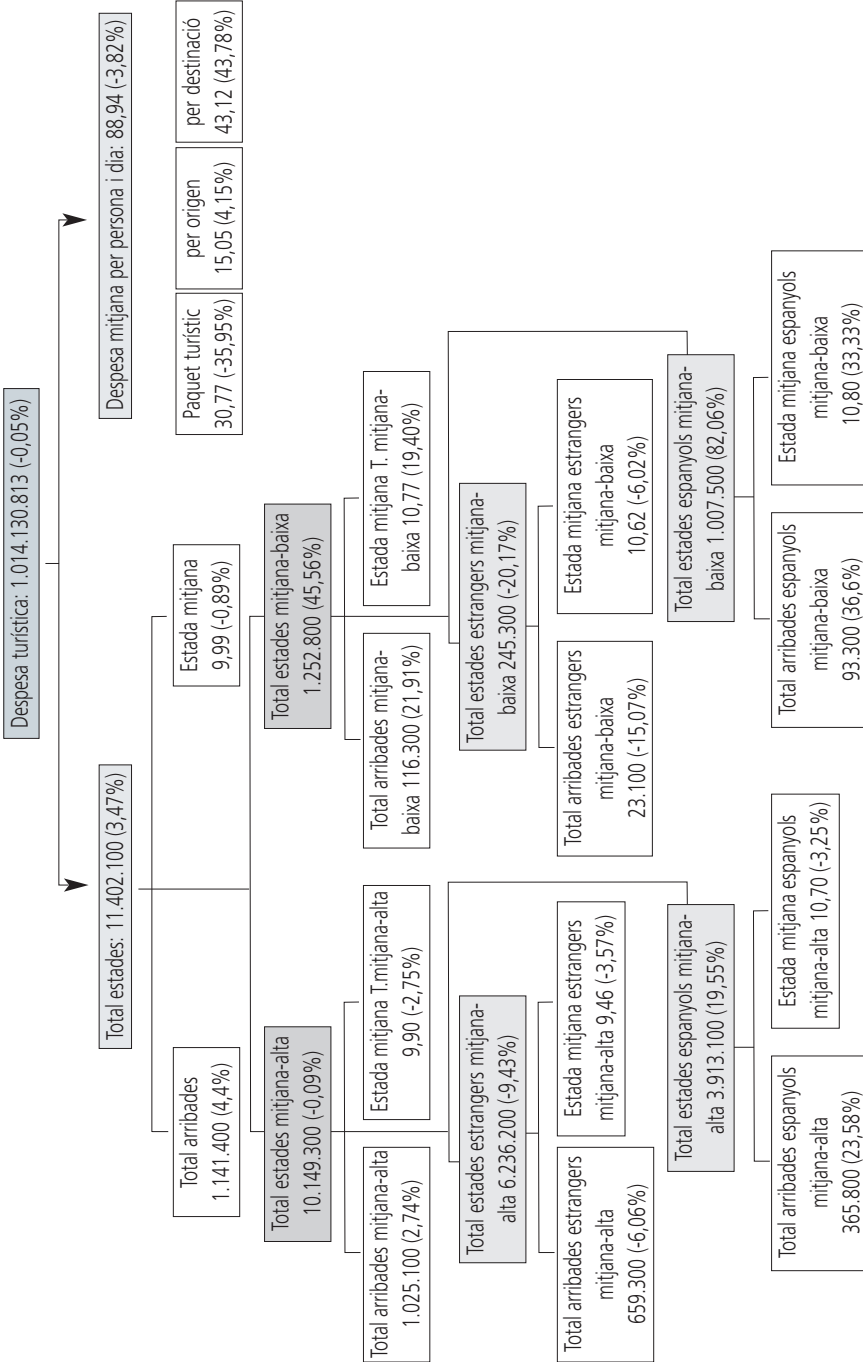 Despesa turística: 1.014.130.813 (-0,05%)
Total estades: 11.402.100 (3,47%)
Despesa mitjana per persona i dia: 88,94 (-3,82%)
Total arribades
1.141.400 (4,4%)
Estada mitjana
9,99 (-0,89%)
Paquet turístic
30,77 (-35,95%)
per origen
15,05 (4,15%)
per destinació
43,12 (43,78%)
Total estades mitjana-alta
10.149.300 (-0,09%)
Total estades mitjana-baixa
1.252.800 (45,56%)
Total arribades mitjana-alta
1.025.100 (2,74%)
Estada mitjana T.mitjana-alta
9,90 (-2,75%)
Total arribades mitjana-
baixa 116.300 (21,91%)
Estada mitjana T. mitjana-
baixa 10,77 (19,40%)
Total estades estrangers mitjana-
alta 6.236.200 (-9,43%)
Total estades estrangers mitjana-
baixa 245.300 (-20,17%)
Total arribades estrangers
mitjana-alta
659.300 (-6,06%)
Estada mitjana estrangers
mitjana-alta 9,46 (-3,57%)
Total arribades estrangers
mitjana-baixa
23.100 (-15,07%)
Estada mitjana estrangers
mitjana-baixa
10,62 (-6,02%)
Total estades espanyols mitjana-
alta 3.913.100 (19,55%)
Total estades espanyols mitjana-
baixa 1.007.500 (82,06%)
Total arribades espanyols
mitjana-alta
365.800 (23,58%)
Estada mitjana espanyols
mitjana-alta 10,70 (-3,25%)
Total arribades espanyols
mitjana-baixa
93.300 (36,6%)
Estada mitjana espanyols
mitjana-baixa
10,80 (33,33%)